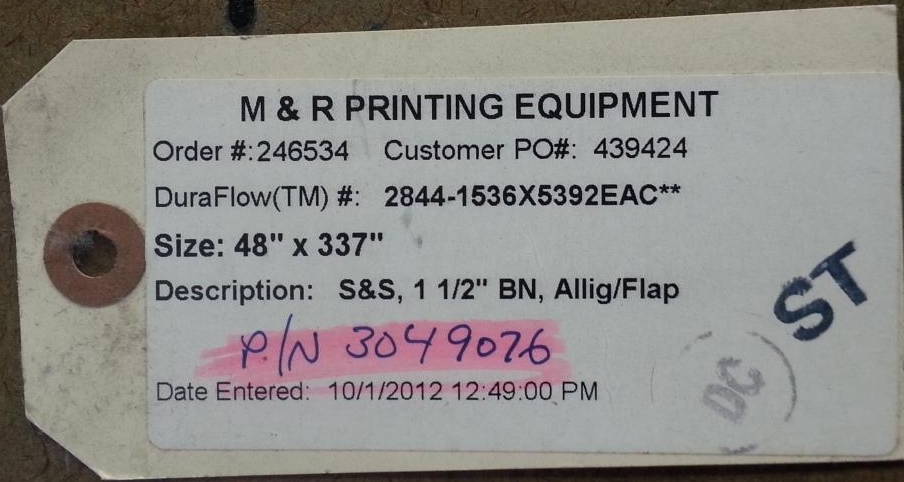 M & R PRINTING EQUIPMENT
Order #:246534 Customer PO#: 439424
DuraFlow(TM) #: 2844-1536X5392EAC**
Size: 48" x 337"
Description: S&S, 1 1/2" BN, Allig/Flap
P/N 3049076
Date Entered: 10/1/2012 12:49:00 PM
DC
ST